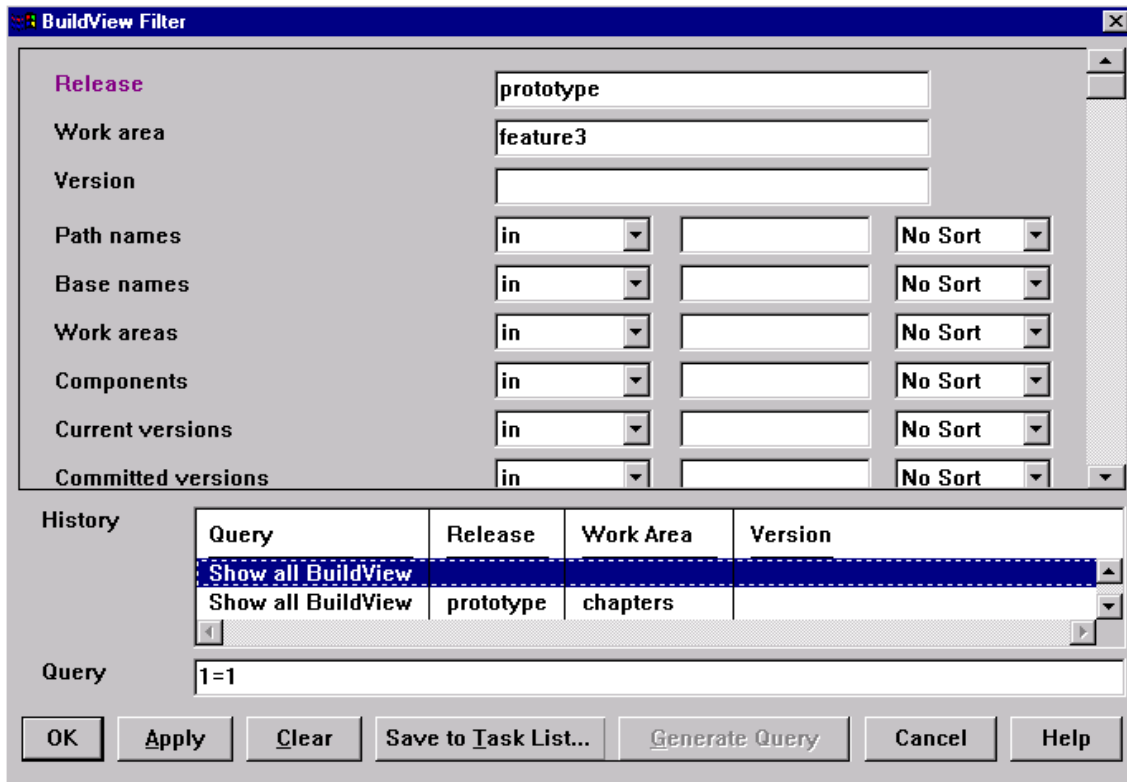 BuildView Filter
Release prototype
Work area feature3
Version
Path names in No Sort
Base names in No Sort
Work areas in No Sort
Components in No Sort
Current versions in No Sort
Committed versions in No Sort
History
Query Release Work Area Version
Show all BuildView
Show all BuildView prototype chapters
Query 1=1
OK Apply Clear Save to Task List... Generate Query Cancel Help